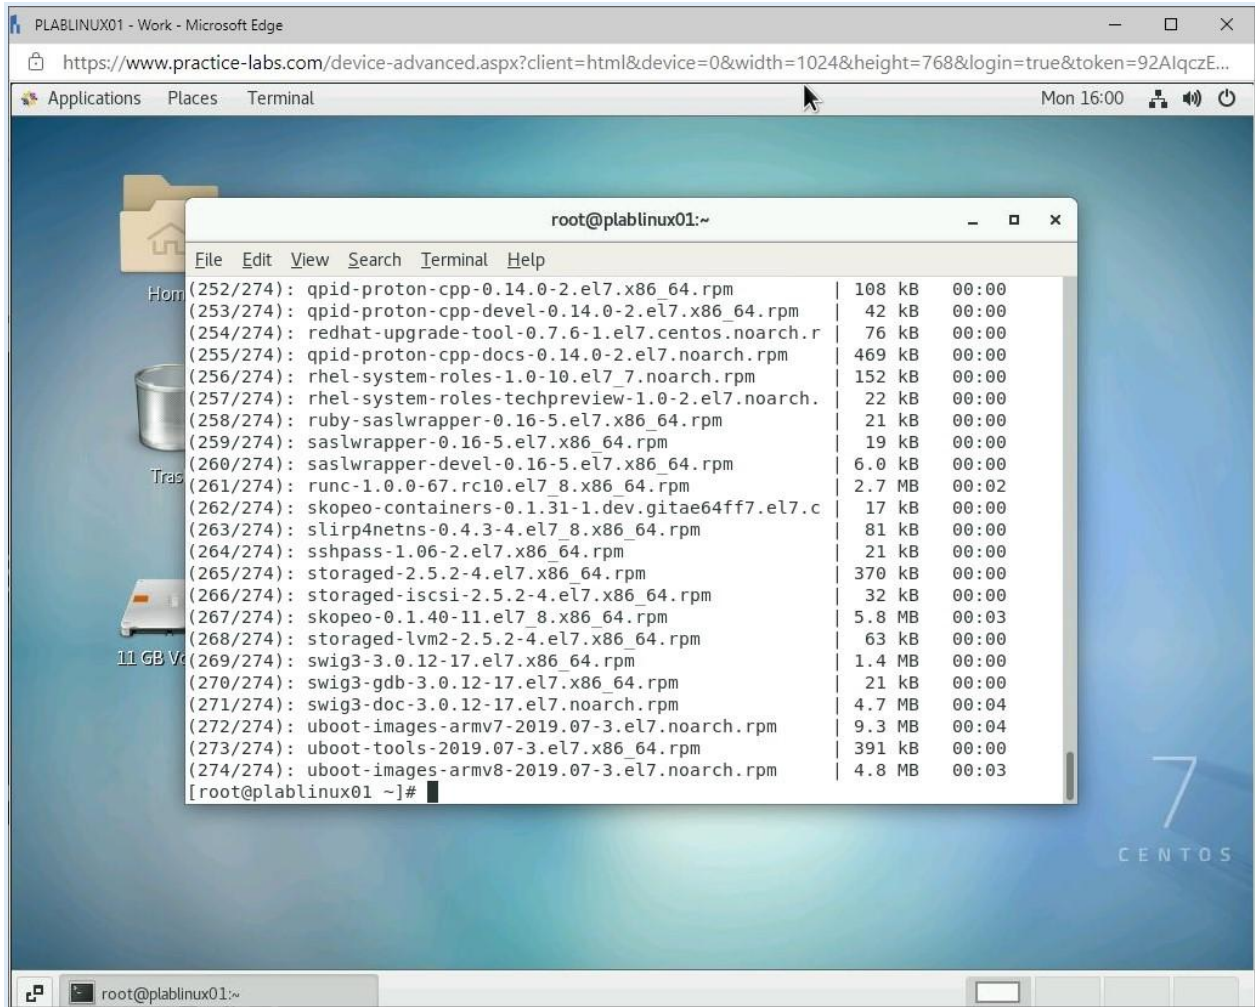 PLABLINUX01 - Work - Microsoft Edge
https://www.practice-labs.com/device-advanced.aspx?client=html&device=0&width=1024&height=768&login=true&token=92AIqczE...
Applications Places Terminal Mon 16:00
root@plablinux01:~
File Edit View Search Terminal Help
(252/274): qpid-proton-cpp-0.14.0-2.el7.x86_64.rpm | 108 kB 00:00
(253/274): qpid-proton-cpp-devel-0.14.0-2.el7.x86_64.rpm | 42 kB 00:00
(254/274): redhat-upgrade-tool-0.7.6-1.el7.centos.noarch.r | 76 kB 00:00
(255/274): qpid-proton-cpp-docs-0.14.0-2.el7.noarch.rpm | 469 kB 00:00
(256/274): rhel-system-roles-1.0-10.el7_7.noarch.rpm | 152 kB 00:00
(257/274): rhel-system-roles-techpreview-1.0-2.el7.noarch. | 22 kB 00:00
(258/274): ruby-saslwrapper-0.16-5.el7.x86_64.rpm | 21 kB 00:00
(259/274): saslwrapper-0.16-5.el7.x86_64.rpm | 19 kB 00:00
(260/274): saslwrapper-devel-0.16-5.el7.x86_64.rpm | 6.0 kB 00:00
(261/274): runc-1.0.0-67.rc10.el7_8.x86_64.rpm | 2.7 MB 00:02
(262/274): skopeo-containers-0.1.31-1.dev.gitae64ff7.el7.c | 17 kB 00:00
(263/274): slirp4netns-0.4.3-4.el7_8.x86_64.rpm | 81 kB 00:00
(264/274): sshpass-1.06-2.el7.x86_64.rpm | 21 kB 00:00
(265/274): storaged-2.5.2-4.el7.x86_64.rpm | 370 kB 00:00
(266/274): storaged-iscsi-2.5.2-4.el7.x86_64.rpm | 32 kB 00:00
(267/274): skopeo-0.1.40-11.el7_8.x86_64.rpm | 5.8 MB 00:03
(268/274): storaged-lvm2-2.5.2-4.el7.x86_64.rpm | 63 kB 00:00
(269/274): swig3-3.0.12-17.el7.x86_64.rpm | 1.4 MB 00:00
(270/274): swig3-gdb-3.0.12-17.el7.x86_64.rpm | 21 kB 00:00
(271/274): swig3-doc-3.0.12-17.el7.noarch.rpm | 4.7 MB 00:04
(272/274): uboot-images-armv7-2019.07-3.el7.noarch.rpm | 9.3 MB 00:04
(273/274): uboot-tools-2019.07-3.el7.x86_64.rpm | 391 kB 00:00
(274/274): uboot-images-armv8-2019.07-3.el7.noarch.rpm | 4.8 MB 00:03
[root@plablinux01 ~]#
Hom
Tras
11 GB Vo
7
CENTOS
root@plablinux01:~